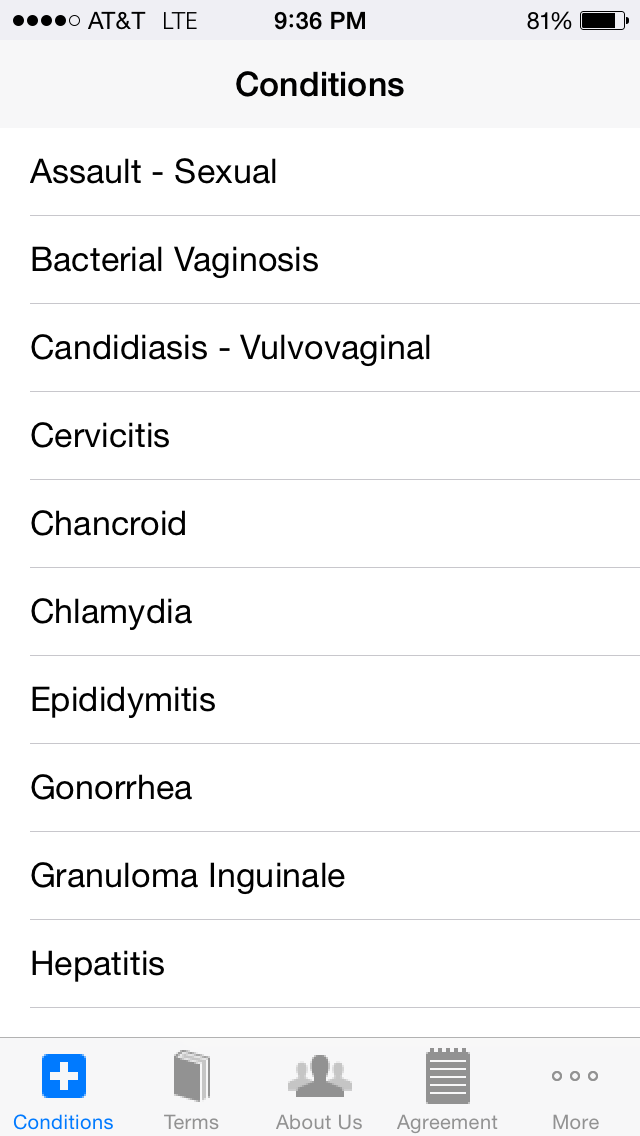 AT&T LTE 9:36 PM 81%
Conditions
Assault - Sexual
Bacterial Vaginosis
Candidiasis - Vulvovaginal
Cervicitis
Chancroid
Chlamydia
Epididymitis
Gonorrhea
Granuloma Inguinale
Hepatitis
Conditions Terms About Us Agreement More